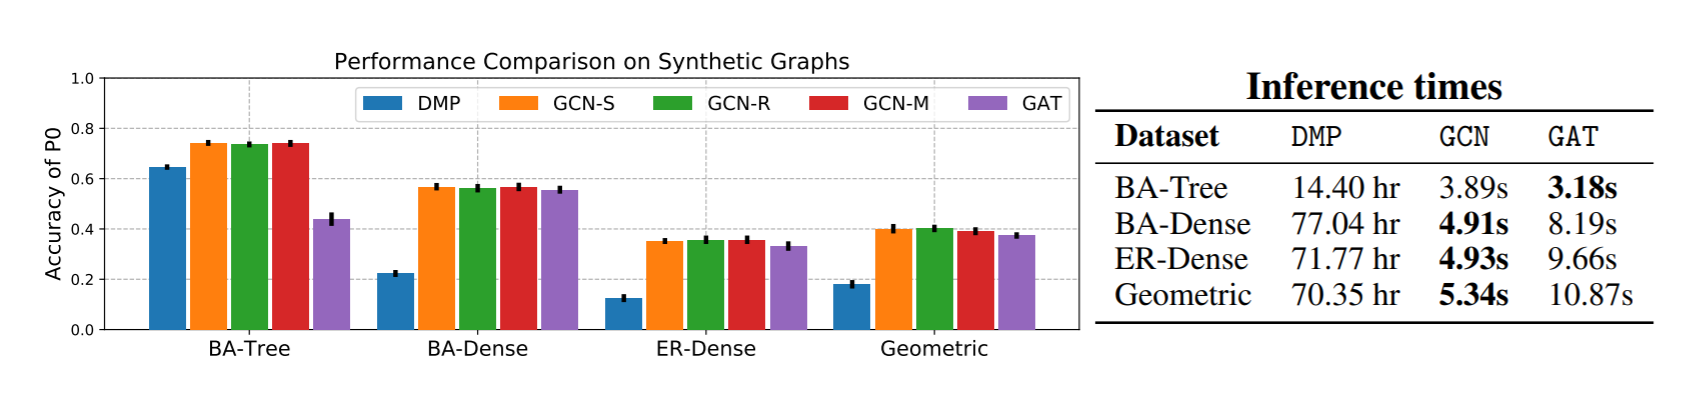 Performance Comparison on Synthetic Graphs
1.0
0.8
0.6
0.4
0.2
0.0
Accuracy of P0
DMP GCN-S GCN-R GCN-M GAT
BA-Tree BA-Dense ER-Dense Geometric
Inference times
Dataset DMP GCN GAT
BA-Tree 14.40 hr 3.89s 3.18s
BA-Dense 77.04 hr 4.91s 8.19s
ER-Dense 71.77 hr 4.93s 9.66s
Geometric 70.35 hr 5.34s 10.87s